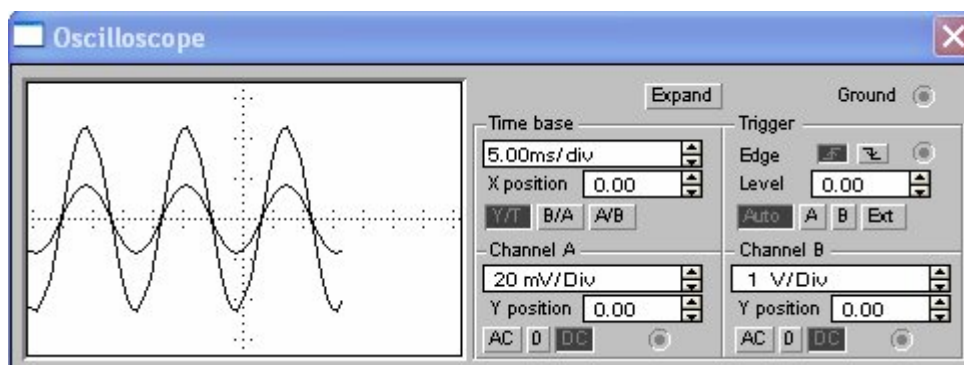 Oscilloscope
Expand Ground
Time base
5.00ms/div
X position 0.00
Y/T B/A A/B
Trigger
Edge
Level 0.00
Auto A B Ext
Channel A
20 mV/Div
Y position 0.00
AC 0 DC
Channel B
1 V/Div
Y position 0.00
AC 0 DC